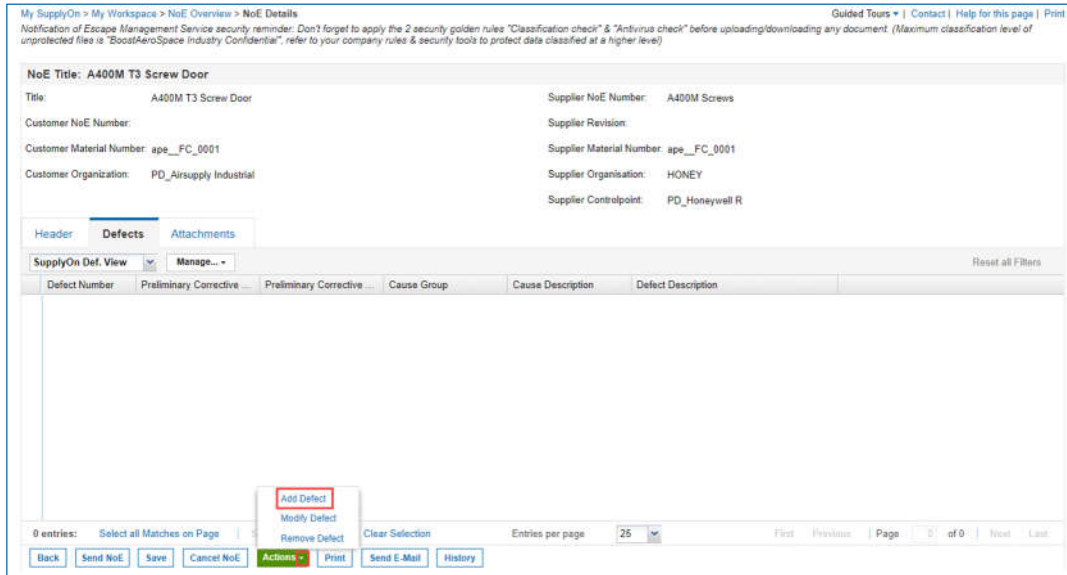 My SupplyOn > My Workspace > NoE Overview > NoE Details
Guided Tours | Contact | Help for this page | Print
Notification of Escape Management Service security reminder: Don't forget to apply the 2 security golden rules "Classification check" & "Antivirus check" before uploading/downloading any document. (Maximum classification level of
unprotected files is "BoostAeroSpace Industry Confidential", refer to your company rules & security tools to protect data classified at a higher level)
NoE Title: A400M T3 Screw Door
Title: A400M T3 Screw Door Supplier NoE Number: A400M Screws
Customer NoE Number: Supplier Revision:
Customer Material Number: ape__FC_0001 Supplier Material Number: ape__FC_0001
Customer Organization: PD_Airsupply Industrial Supplier Organisation: HONEY
Supplier Controlpoint: PD_Honeywell R
Header Defects Attachments
SupplyOn Def. View Manage... Reset all Filters
Defect Number Preliminary Corrective ... Preliminary Corrective ... Cause Group Cause Description Defect Description
Add Defect
Modify Defect
Remove Defect
0 entries: Select all Matches on Page | S Clear Selection Entries per page 25 First Previous | Page 0 of 0 | Next Last
Back Send NoE Save Cancel NoE Actions Print Send E-Mail History